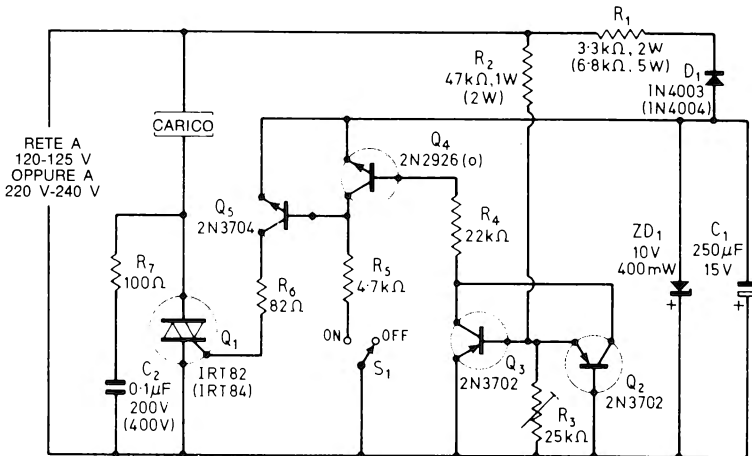 R1
3.3kΩ, 2W
(6.8kΩ, 5W)
R2
47kΩ, 1W
(2W)
D1
IN4003
(IN4004)
CARICO
RETE A
120-125 V
OPPURE A
220 V-240 V
Q4
2N2926 (o)
Q5
2N3704
R4
22kΩ
ZD1
10V
400mW
+
C1
250µF
15V
+
R7
100Ω
R6
82Ω
R5
4.7kΩ
ON
OFF
S1
Q1
IRT82
(IRT84)
C2
0.1µF
200V
(400V)
Q3
2N3702
Q2
2N3702
R3
25kΩ